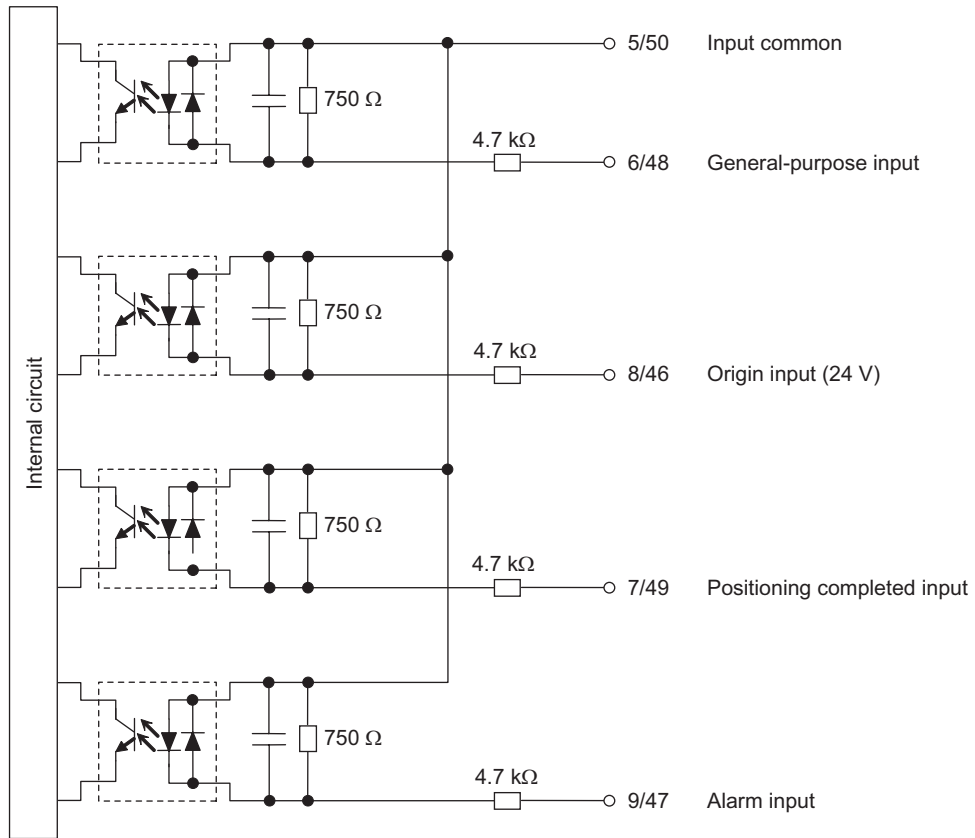 Internal circuit
750 Ω
5/50 Input common
4.7 kΩ
6/48 General-purpose input
750 Ω
4.7 kΩ
8/46 Origin input (24 V)
750 Ω
4.7 kΩ
7/49 Positioning completed input
750 Ω
4.7 kΩ
9/47 Alarm input